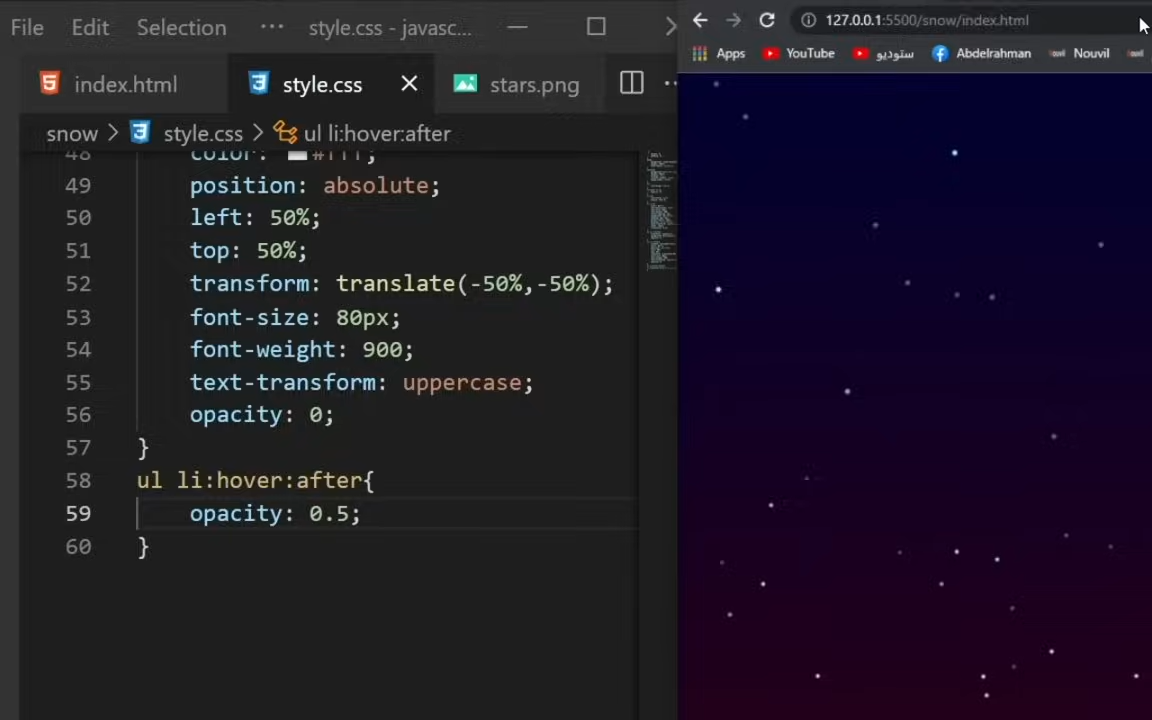 File Edit Selection ··· style.css - javasc...
index.html style.css stars.png
snow > style.css > ul li:hover:after
48 color: #fff;
49 position: absolute;
50 left: 50%;
51 top: 50%;
52 transform: translate(-50%,-50%);
53 font-size: 80px;
54 font-weight: 900;
55 text-transform: uppercase;
56 opacity: 0;
57 }
58 ul li:hover:after{
59 opacity: 0.5;
60 }
127.0.0.1:5500/snow/index.html
Apps YouTube ستوديو Abdelrahman Nouvil